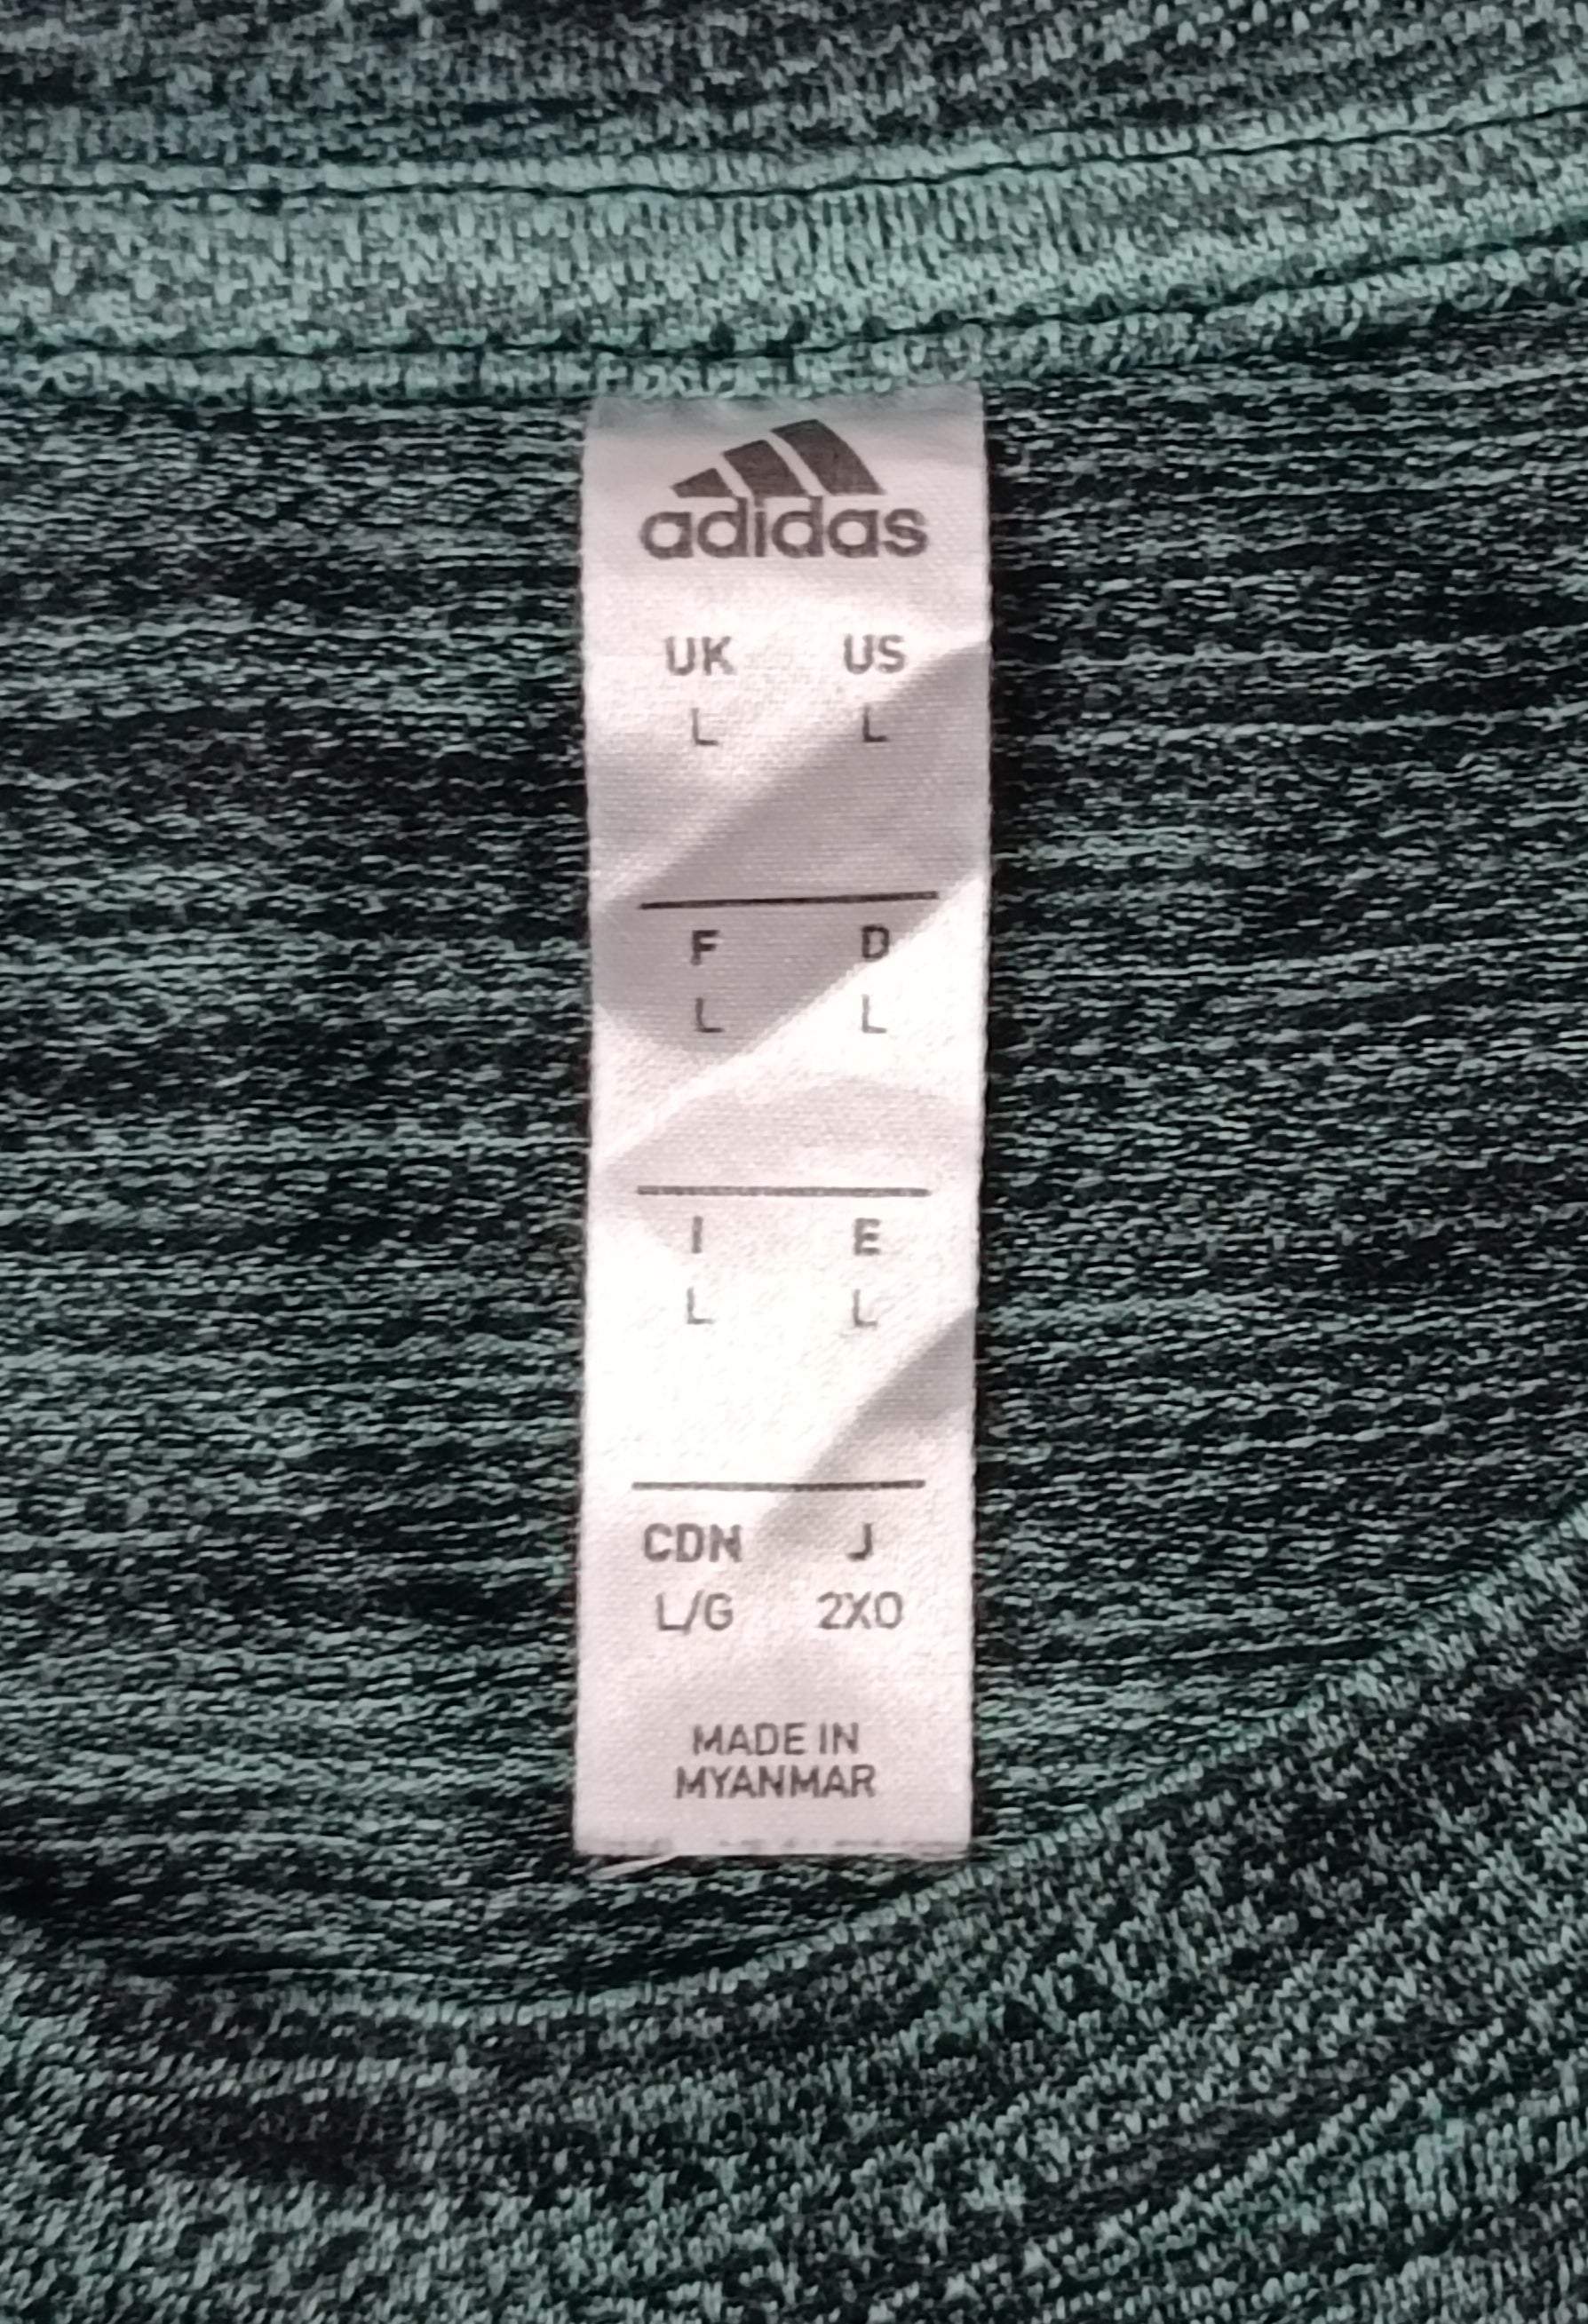 adidas
UK US
L L
F D
L L
I E
L L
CDN J
L/G 2XO
MADE IN
MYANMAR